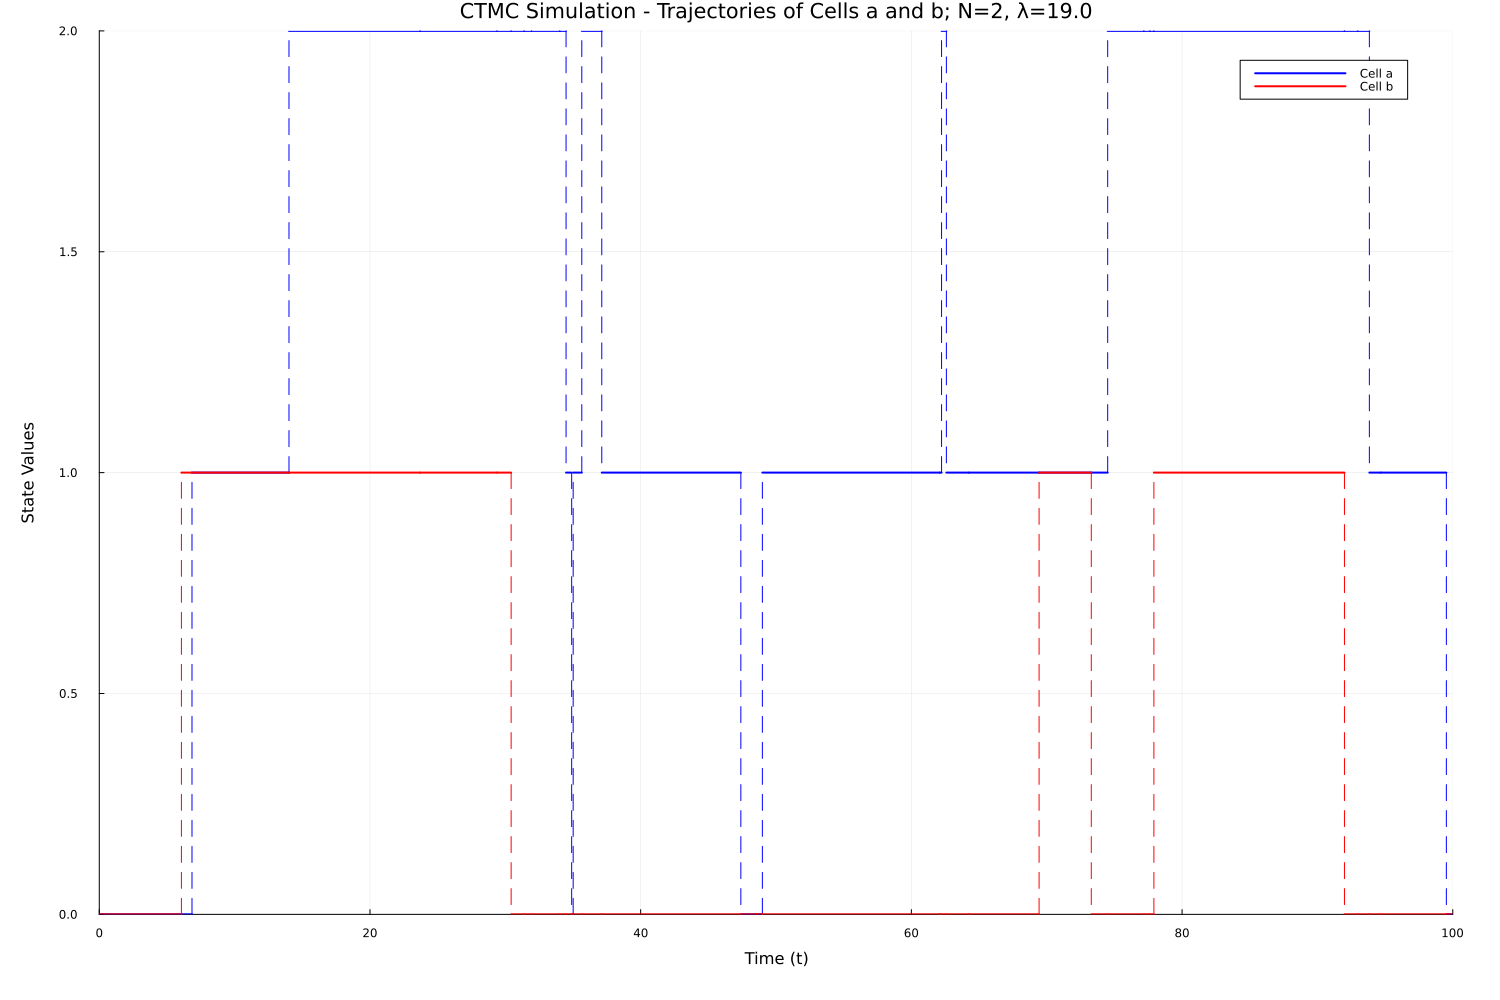 CTMC Simulation - Trajectories of Cells a and b; N=2, λ=19.0
2.0
1.5
1.0
0.5
0.0
State Values
Cell a
Cell b
0 20 40 60 80 100
Time (t)